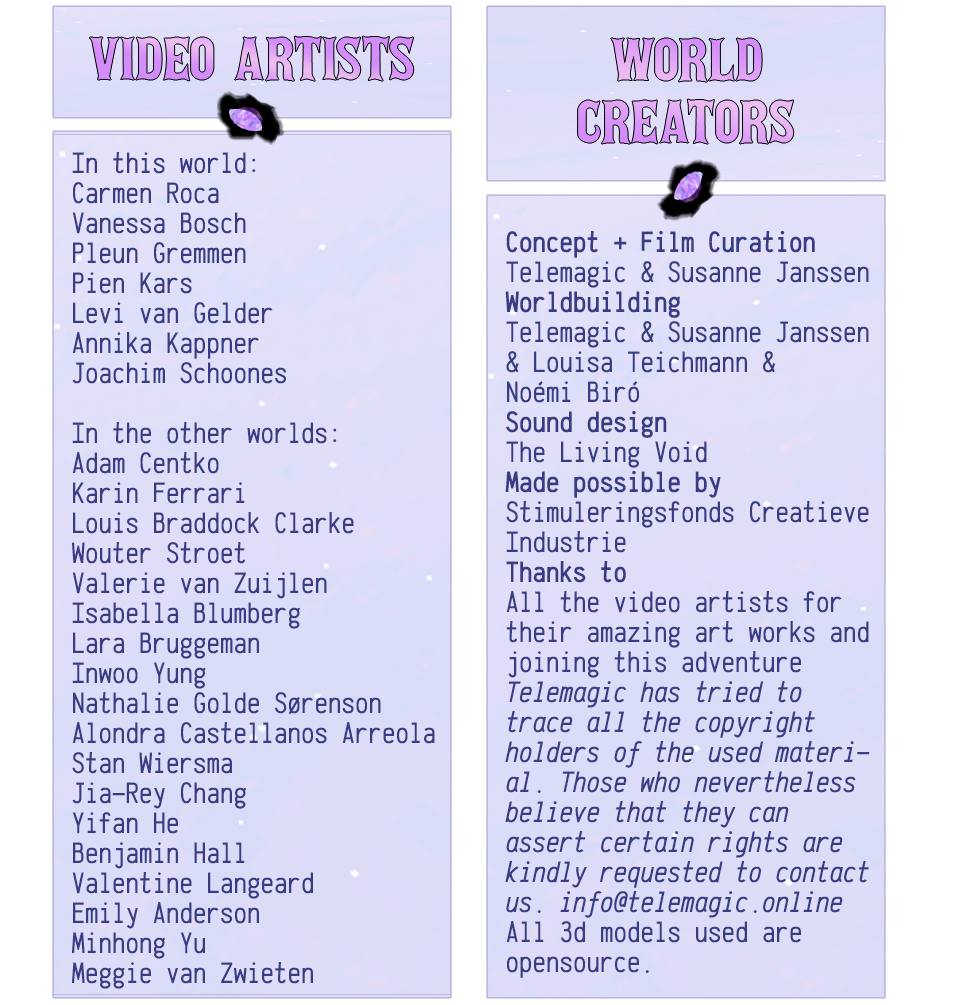 VIDEO ARTISTS
In this world:
Carmen Roca
Vanessa Bosch
Pleun Gremmen
Pien Kars
Levi van Gelder
Annika Kappner
Joachim Schoones
In the other worlds:
Adam Centko
Karin Ferrari
Louis Braddock Clarke
Wouter Stroet
Valerie van Zuijlen
Isabella Blumberg
Lara Bruggeman
Inwoo Yung
Nathalie Golde Sørenson
Alondra Castellanos Arreola
Stan Wiersma
Jia-Rey Chang
Yifan He
Benjamin Hall
Valentine Langeard
Emily Anderson
Minhong Yu
Meggie van Zwieten
WORLD
CREATORS
Concept + Film Curation
Telemagic & Susanne Janssen
Worldbuilding
Telemagic & Susanne Janssen
& Louisa Teichmann &
Noémi Biró
Sound design
The Living Void
Made possible by
Stimuleringsfonds Creatieve
Industrie
Thanks to
All the video artists for
their amazing art works and
joining this adventure
Telemagic has tried to
trace all the copyright
holders of the used materi-
al. Those who nevertheless
believe that they can
assert certain rights are
kindly requested to contact
us. info@telemagic.online
All 3d models used are
opensource.